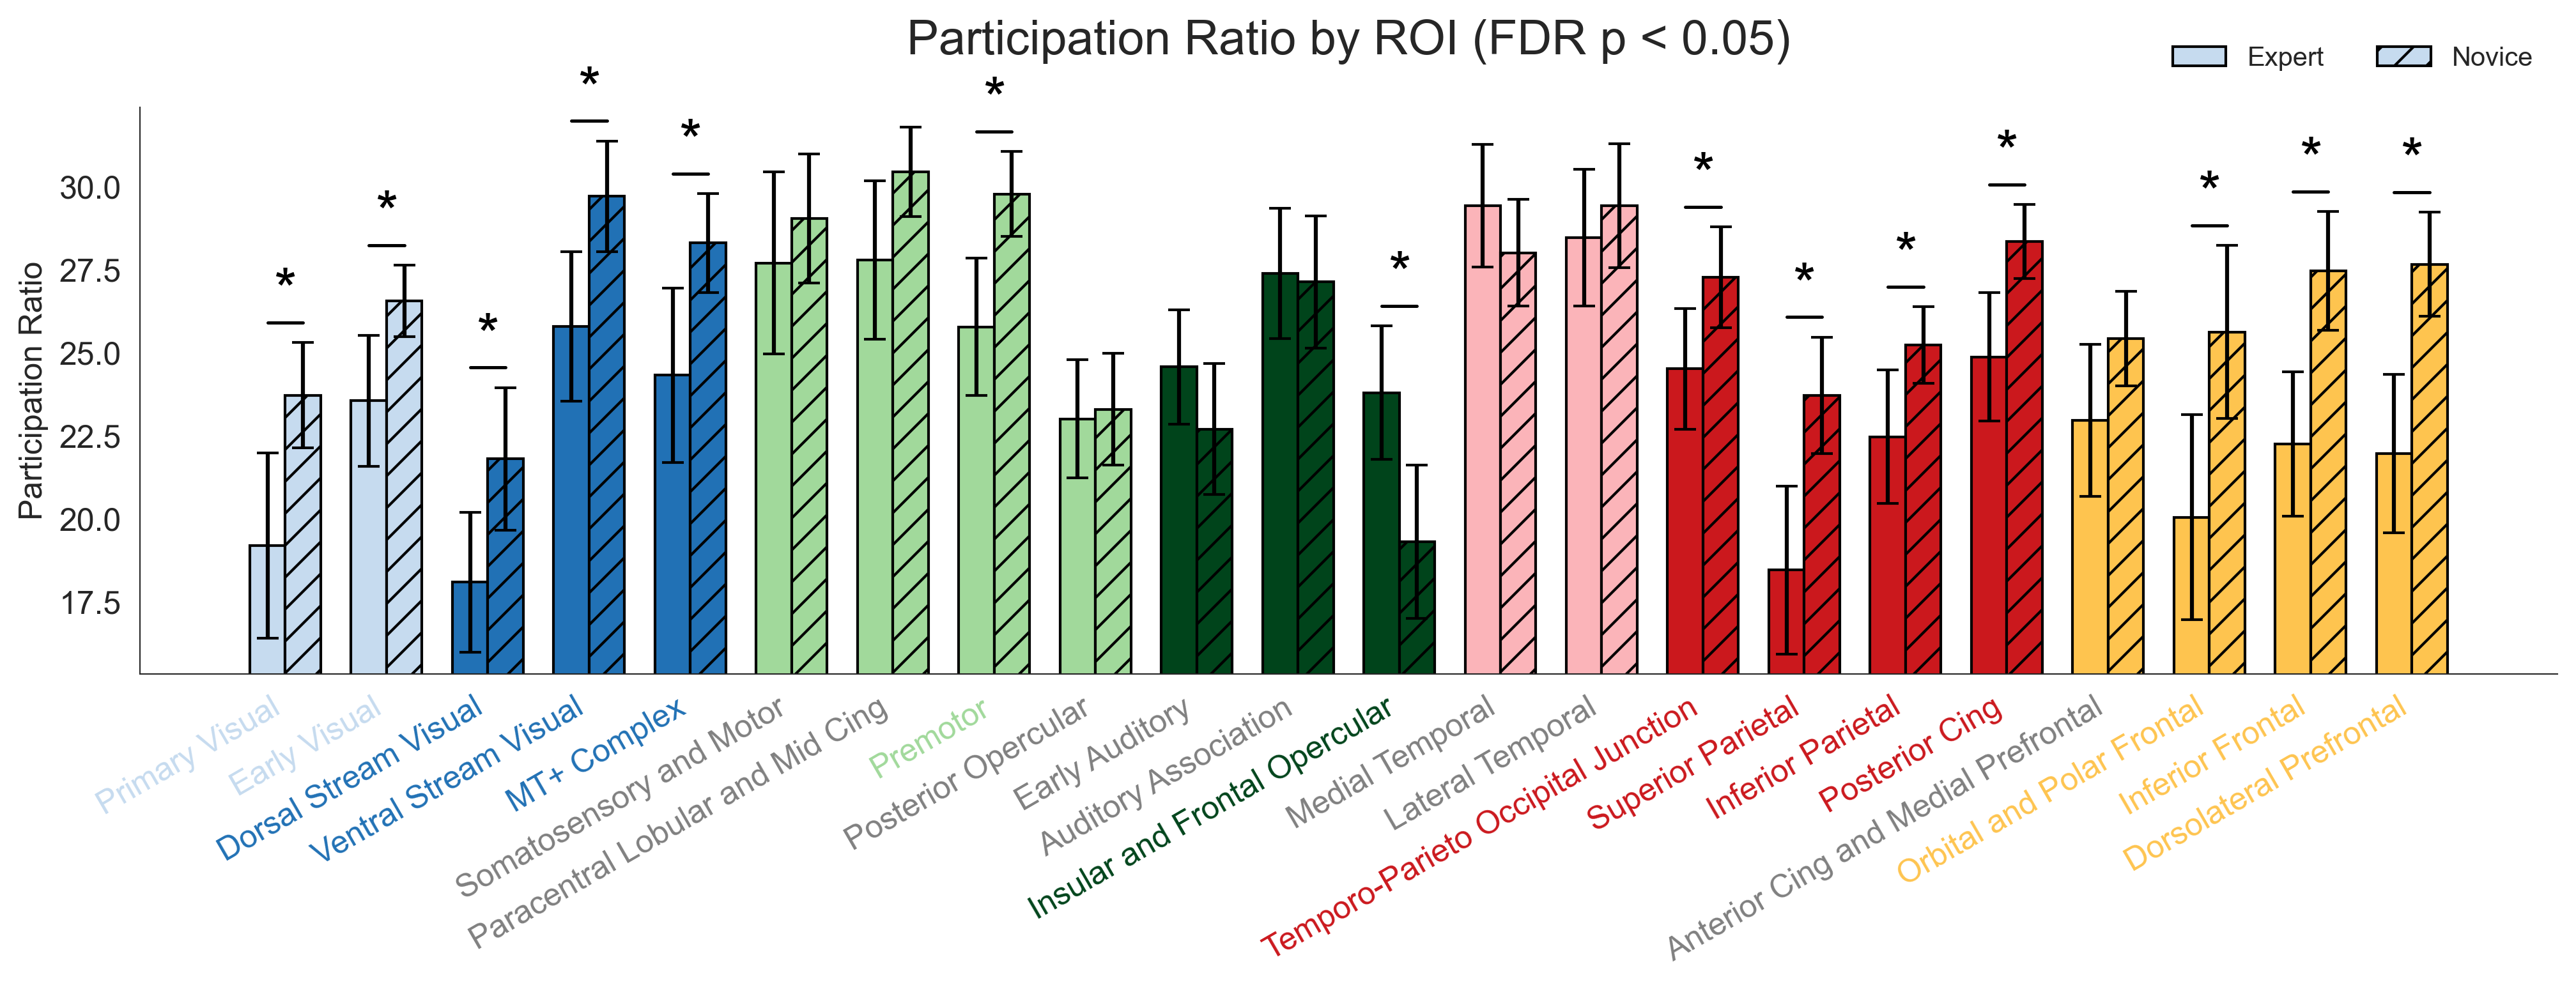 Participation Ratio by ROI (FDR p < 0.05)
Expert
Novice
Participation Ratio
30.0
27.5
25.0
22.5
20.0
17.5
*
*
*
*
*
*
*
*
*
*
*
*
*
*
Primary Visual
Early Visual
Dorsal Stream Visual
Ventral Stream Visual
MT+ Complex
Somatosensory and Motor
Paracentral Lobular and Mid Cing
Premotor
Posterior Opercular
Early Auditory
Auditory Association
Insular and Frontal Opercular
Medial Temporal
Lateral Temporal
Temporo-Parieto Occipital Junction
Superior Parietal
Inferior Parietal
Posterior Cing
Anterior Cing and Medial Prefrontal
Orbital and Polar Frontal
Inferior Frontal
Dorsolateral Prefrontal